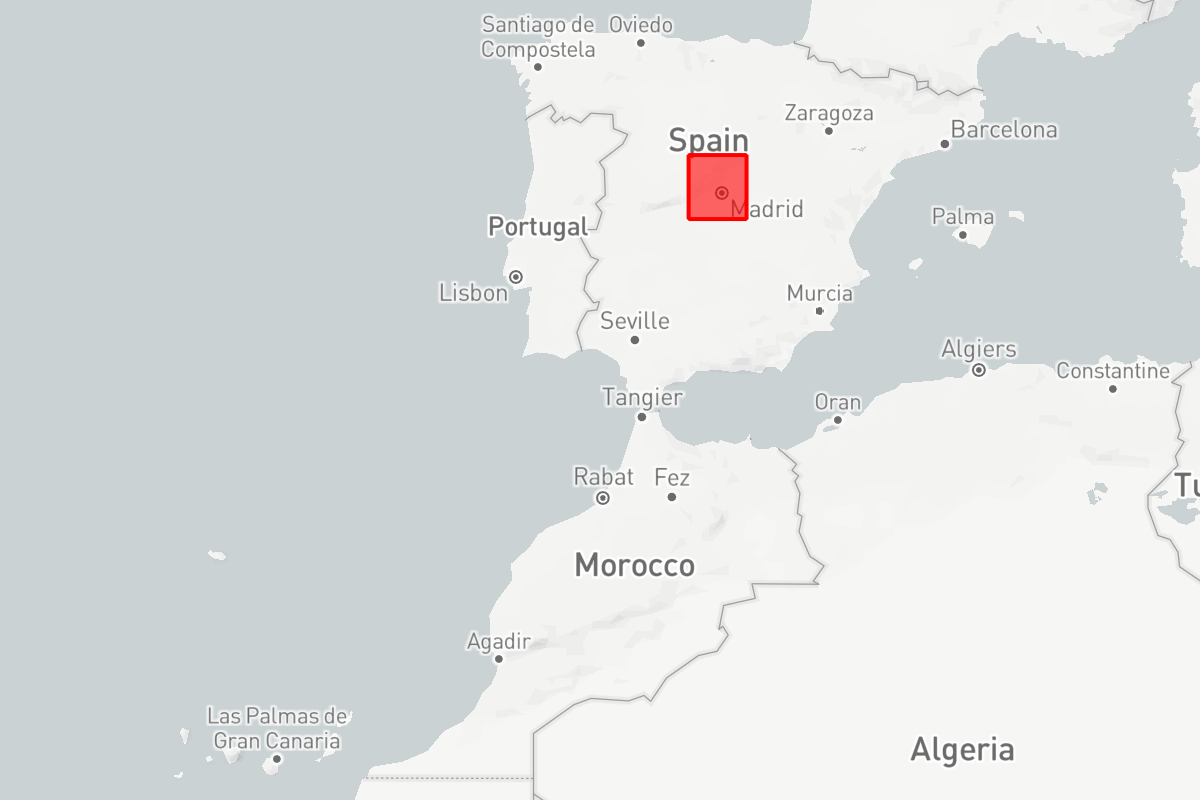 Santiago de
Compostela
Oviedo
Zaragoza
Barcelona
Spain
Madrid
Portugal
Palma
Lisbon
Murcia
Seville
Algiers
Constantine
Tangier
Oran
Rabat
Fez
Tu
Morocco
Agadir
Las Palmas de
Gran Canaria
Algeria